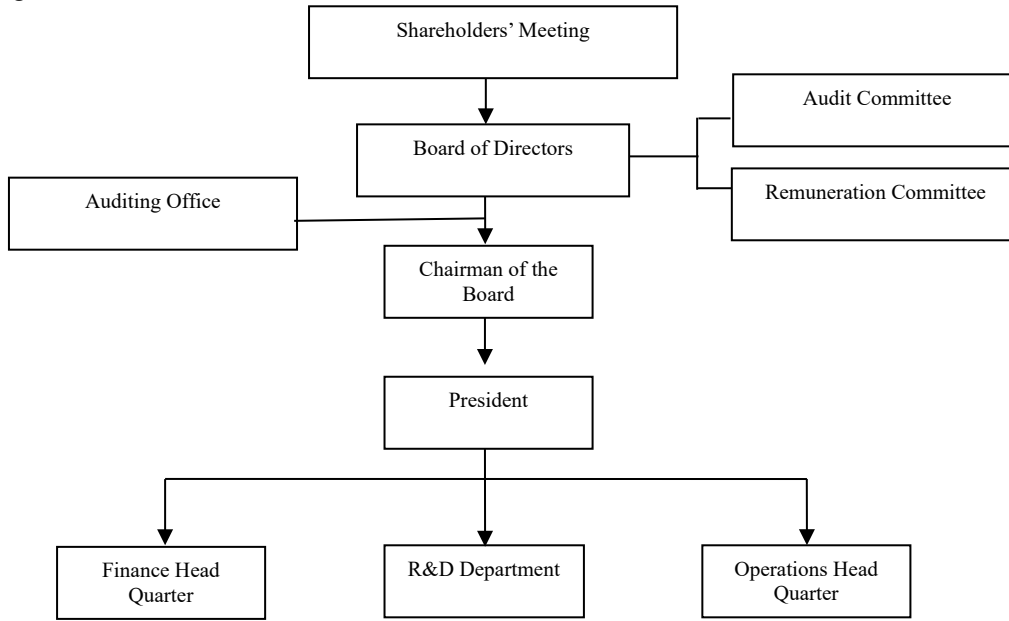 Shareholders’ Meeting
Audit Committee
Board of Directors
Remuneration Committee
Auditing Office
Chairman of the
Board
President
Finance Head
Quarter
R&D Department
Operations Head
Quarter